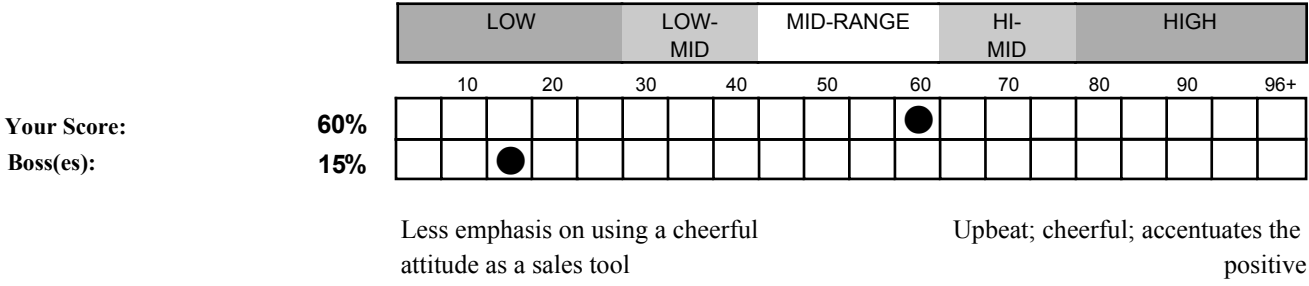 LOW LOW- MID-RANGE HI- HIGH
MID MID
10 20 30 40 50 60 70 80 90 96+
Your Score: 60%
Boss(es): 15%
Less emphasis on using a cheerful Upbeat; cheerful; accentuates the
attitude as a sales tool positive